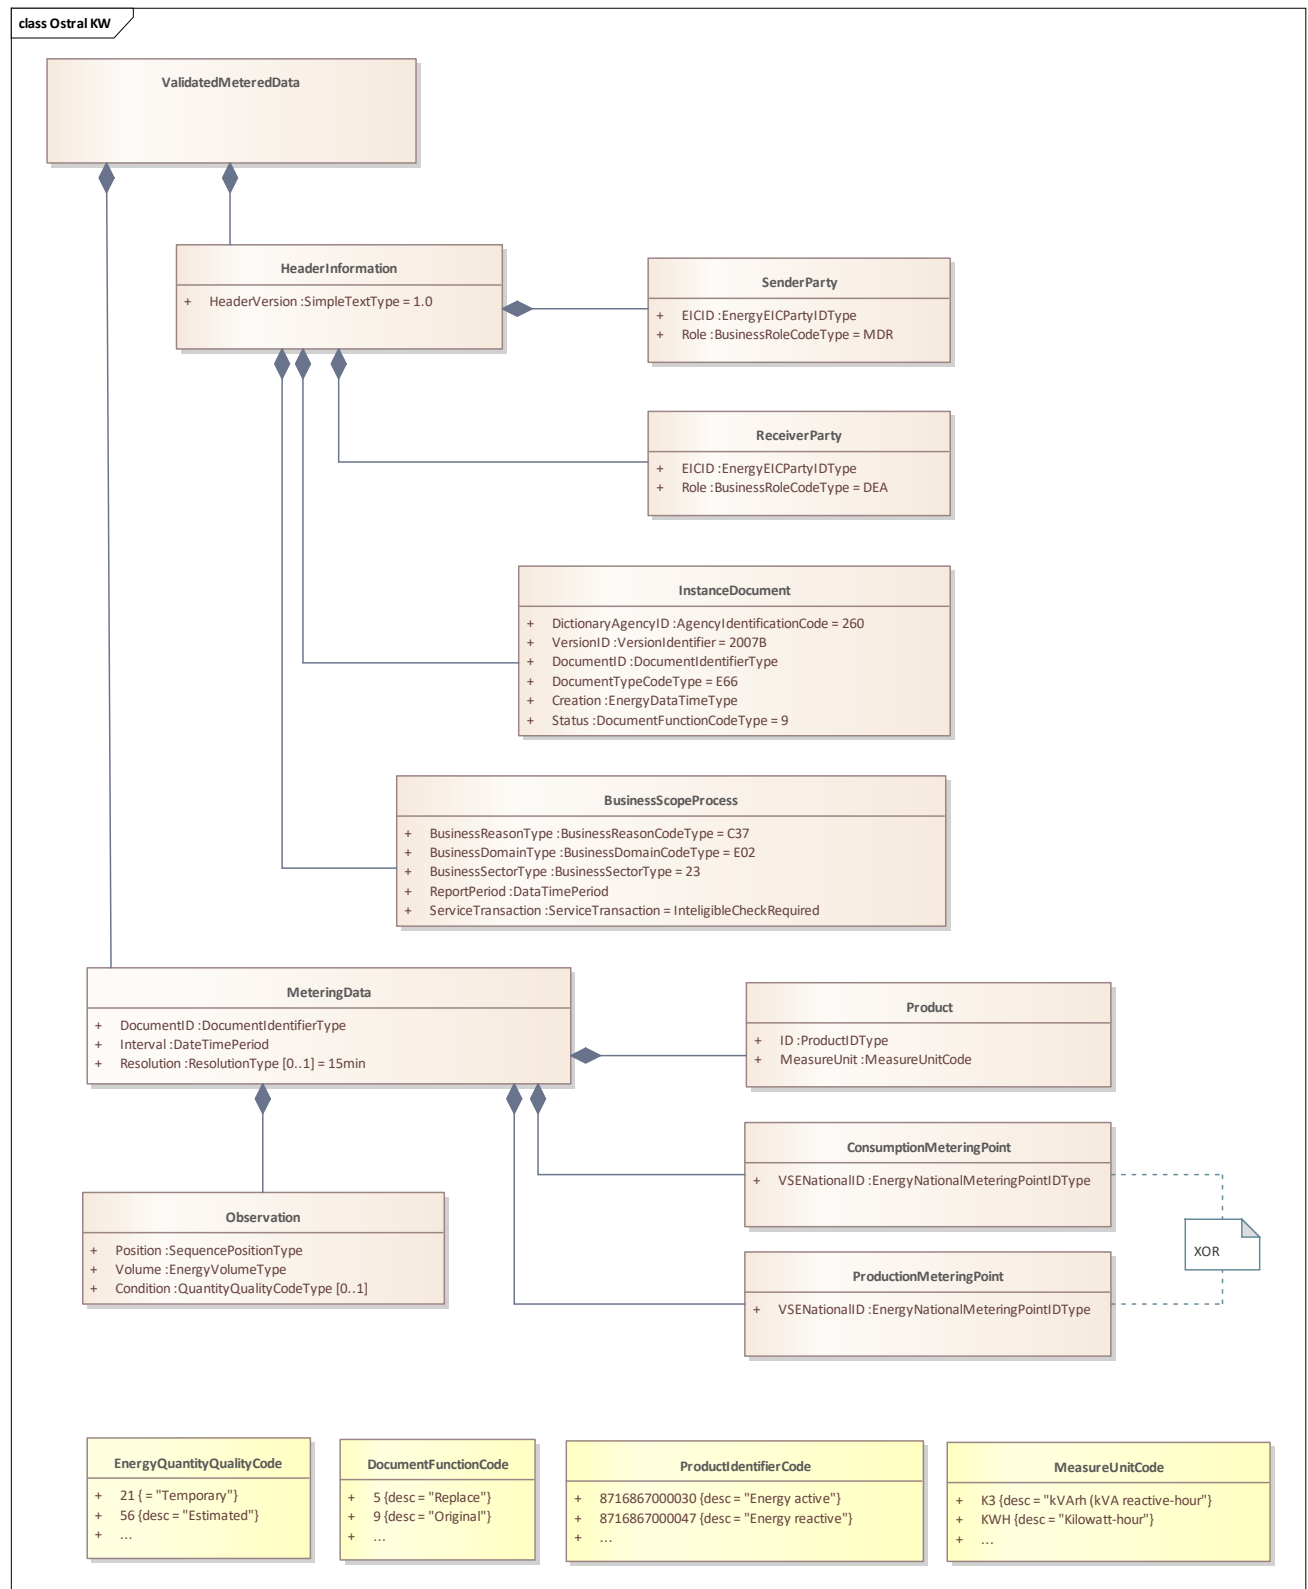 class Ostral KW
ValidatedMeteredData
HeaderInformation
+ HeaderVersion :SimpleTextType = 1.0
SenderParty
+ EICID :EnergyEICPartyIDType
+ Role :BusinessRoleCodeType = MDR
ReceiverParty
+ EICID :EnergyEICPartyIDType
+ Role :BusinessRoleCodeType = DEA
InstanceDocument
+ DictionaryAgencyID :AgencyIdentificationCode = 260
+ VersionID :VersionIdentifier = 2007B
+ DocumentID :DocumentIdentifierType
+ DocumentTypeCodeType = E66
+ Creation :EnergyDataTimeType
+ Status :DocumentFunctionCodeType = 9
BusinessScopeProcess
+ BusinessReasonType :BusinessReasonCodeType = C37
+ BusinessDomainType :BusinessDomainCodeType = E02
+ BusinessSectorType :BusinessSectorType = 23
+ ReportPeriod :DataTimePeriod
+ ServiceTransaction :ServiceTransaction = InteligibleCheckRequired
MeteringData
+ DocumentID :DocumentIdentifierType
+ Interval :DateTimePeriod
+ Resolution :ResolutionType [0..1] = 15min
Product
+ ID :ProductIDType
+ MeasureUnit :MeasureUnitCode
ConsumptionMeteringPoint
+ VSENationalID :EnergyNationalMeteringPointIDType
Observation
+ Position :SequencePositionType
+ Volume :EnergyVolumeType
+ Condition :QuantityQualityCodeType [0..1]
XOR
ProductionMeteringPoint
+ VSENationalID :EnergyNationalMeteringPointIDType
EnergyQuantityQualityCode
+ 21 { = "Temporary"}
+ 56 {desc = "Estimated"}
+ ...
DocumentFunctionCode
+ 5 {desc = "Replace"}
+ 9 {desc = "Original"}
+ ...
ProductIdentifierCode
+ 8716867000030 {desc = "Energy active"}
+ 8716867000047 {desc = "Energy reactive"}
+ ...
MeasureUnitCode
+ K3 {desc = "kVArh (kVA reactive-hour"}
+ KWH {desc = "Kilowatt-hour"}
+ ...